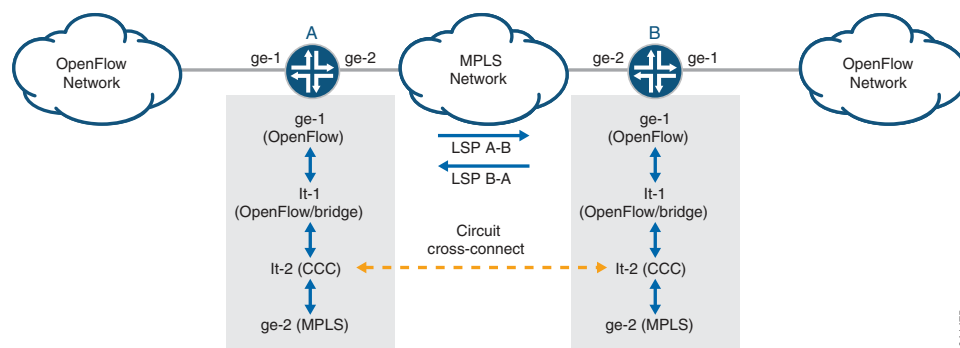 OpenFlow
Network
ge-1
A
ge-2
MPLS
Network
ge-2
B
ge-1
OpenFlow
Network
ge-1
(OpenFlow)
LSP A-B
LSP B-A
ge-1
(OpenFlow)
lt-1
(OpenFlow/bridge)
lt-1
(OpenFlow/bridge)
Circuit
cross-connect
lt-2 (CCC)
lt-2 (CCC)
ge-2 (MPLS)
ge-2 (MPLS)